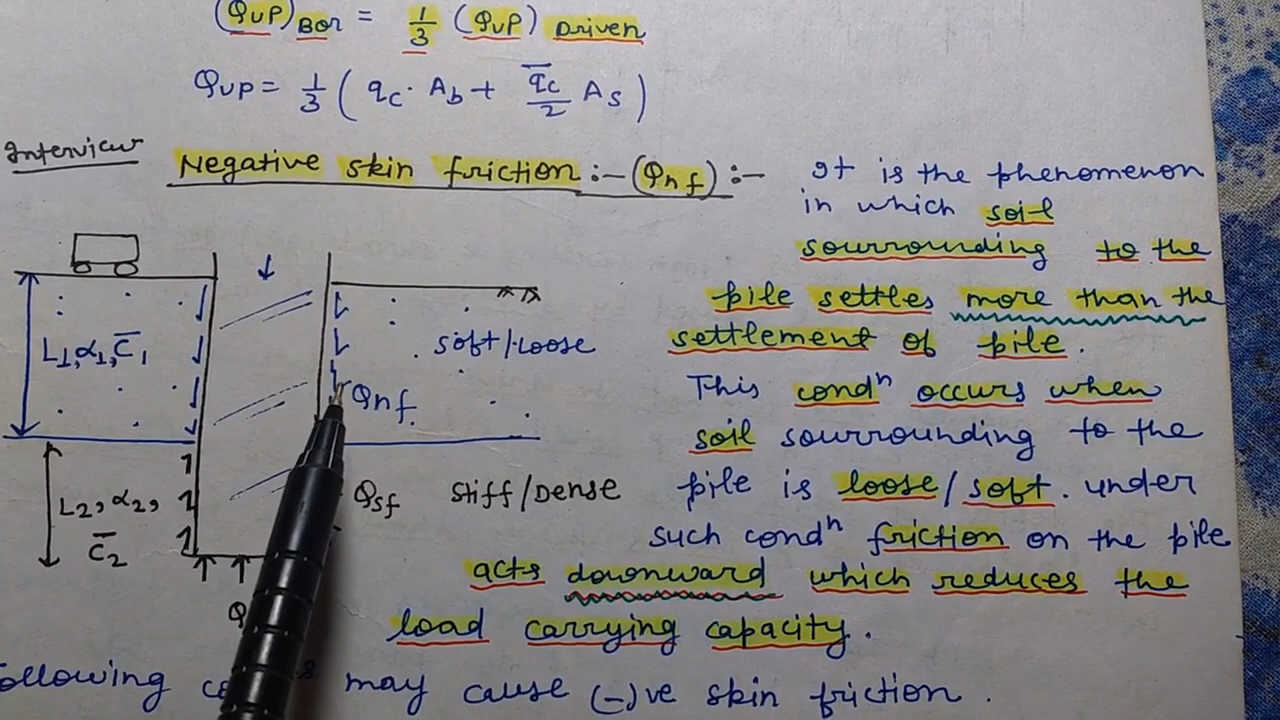 (QUP)Bor = 1/3 (QUP) Driven
QUP = 1/3 ( qc · Ab + q̅c/2 As )
Interview
Negative skin friction :- (Qnf) :-
It is the phenomenon
in which soil
sourrounding to the
pile settles more than the
settlement of pile.
This condⁿ occurs when
soil sourrounding to the
pile is loose/soft. under
such condⁿ friction on the pile
acts downward which reduces the
load carrying capacity.
L1, α1, C̅1
soft/Loose
Qnf.
L2, α2,
C̅2
Qsf
Stiff/Dense
Q
ollowing may cause (-)ve skin friction.